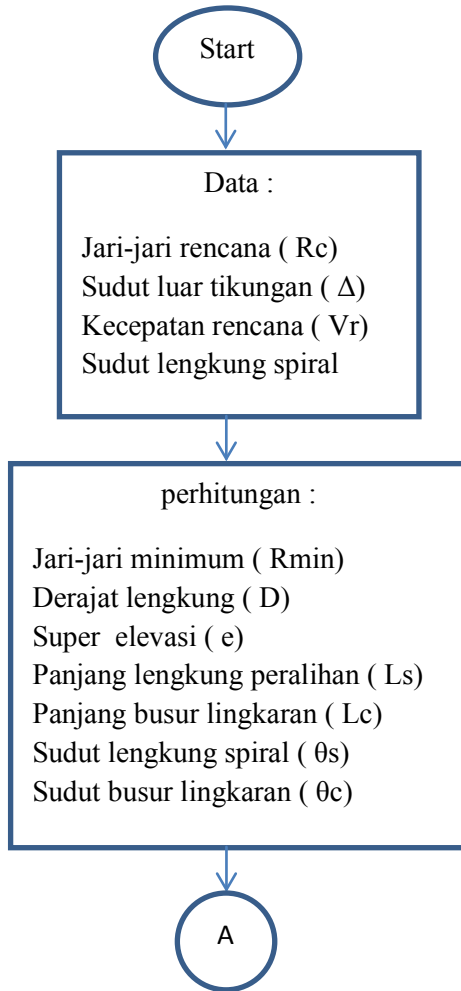 Start
Data :
Jari-jari rencana ( Rc)
Sudut luar tikungan ( Δ)
Kecepatan rencana ( Vr)
Sudut lengkung spiral
perhitungan :
Jari-jari minimum ( Rmin)
Derajat lengkung ( D)
Super  elevasi ( e)
Panjang lengkung peralihan ( Ls)
Panjang busur lingkaran ( Lc)
Sudut lengkung spiral ( θs)
Sudut busur lingkaran ( θc)
A